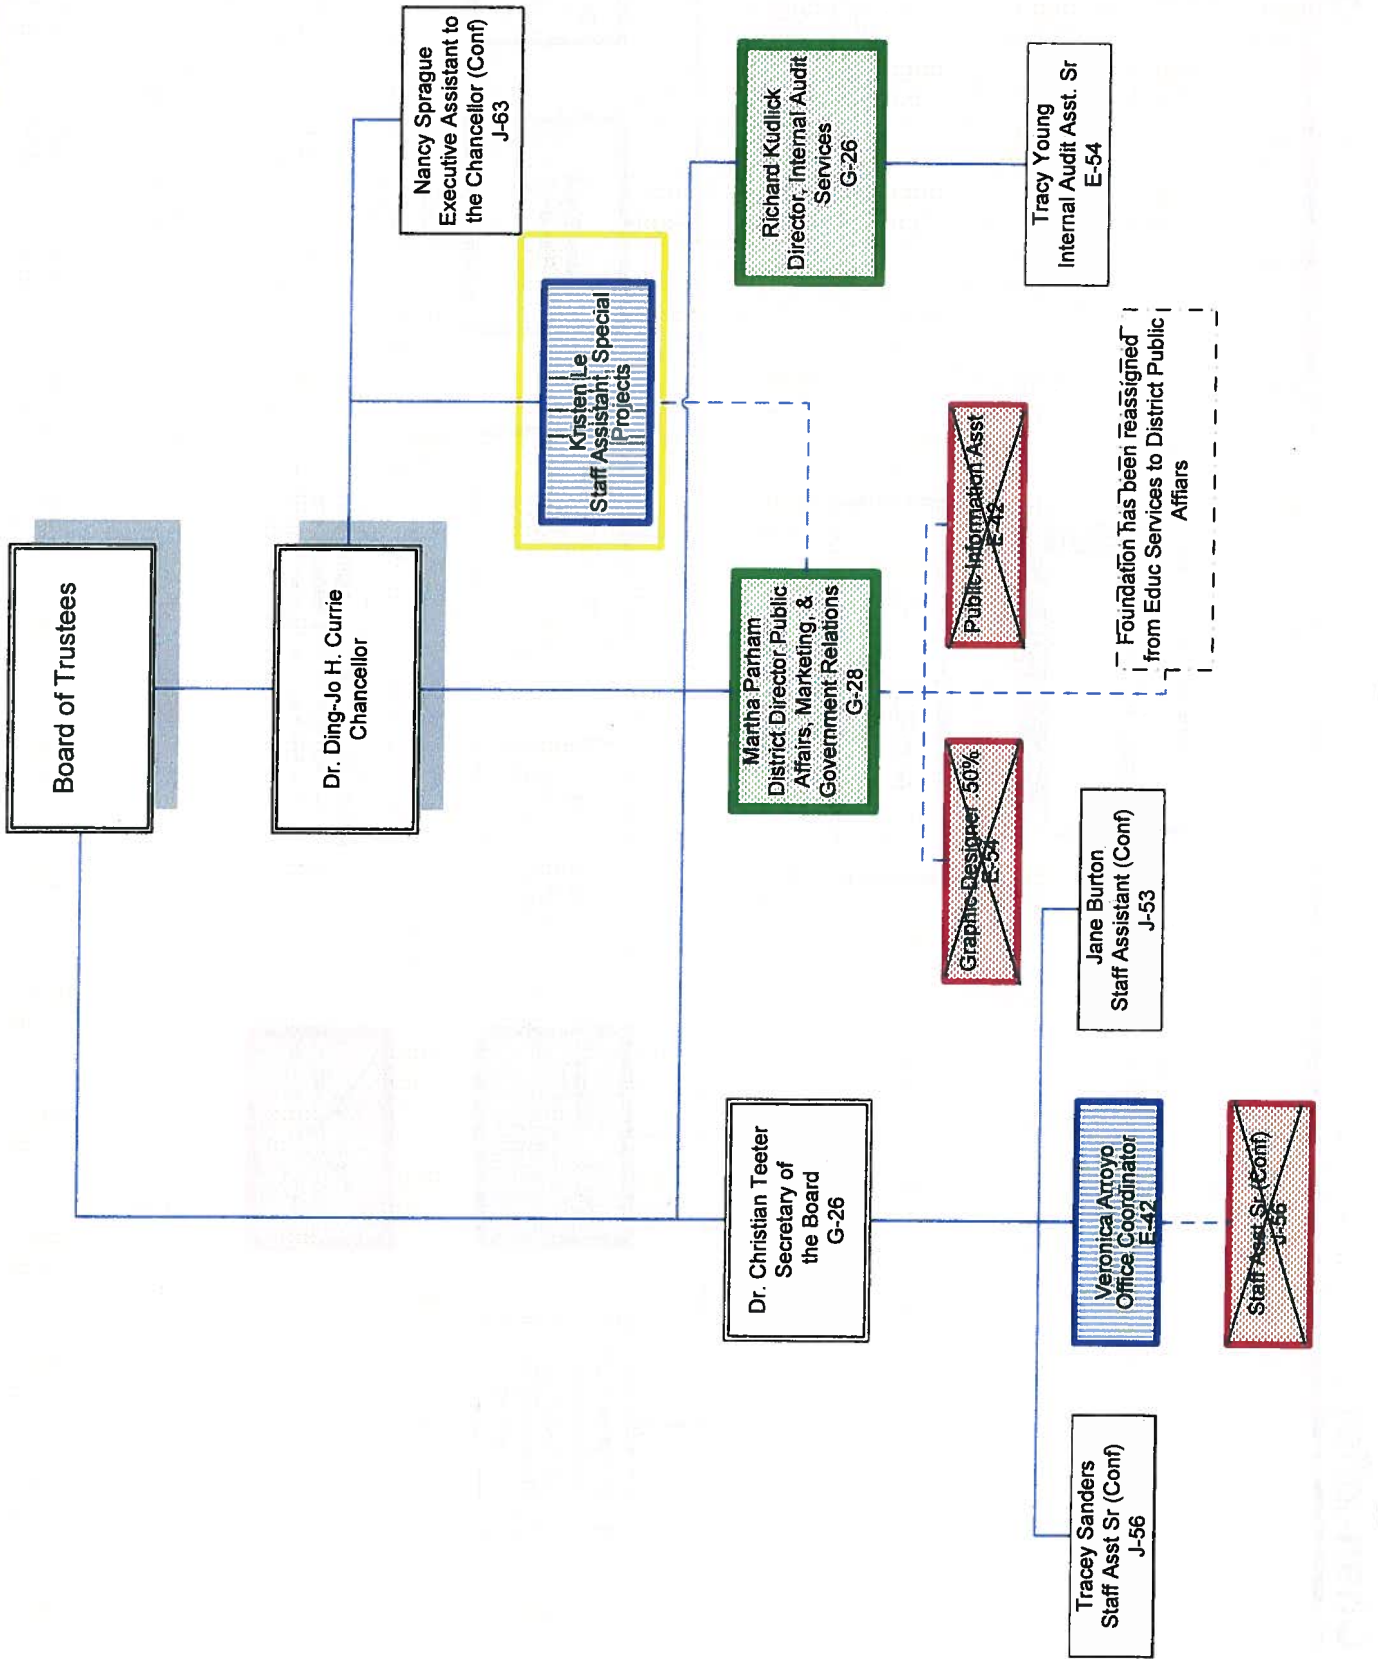 Board of Trustees
Dr. Ding-Jo H. Currie
Chancellor
Nancy Sprague
Executive Assistant to
the Chancellor (Conf)
J-63
Kristen Le
Staff Assistant, Special
Projects
Dr. Christian Teeter
Secretary of
the Board
G-26
Martha Parham
District Director Public
Affairs, Marketing, &
Government Relations
G-28
Richard Kudlick
Director, Internal Audit
Services
G-26
Graphic Designer .50%
E-54
Public Information Asst
E-42
Tracy Young
Internal Audit Asst. Sr
E-54
Foundation has been reassigned
from Educ Services to District Public
Affiars
Tracey Sanders
Staff Asst Sr (Conf)
J-56
Veronica Arroyo
Office Coordinator
E-42
Jane Burton
Staff Assistant (Conf)
J-53
Staff Asst Sr (Conf)
J-56